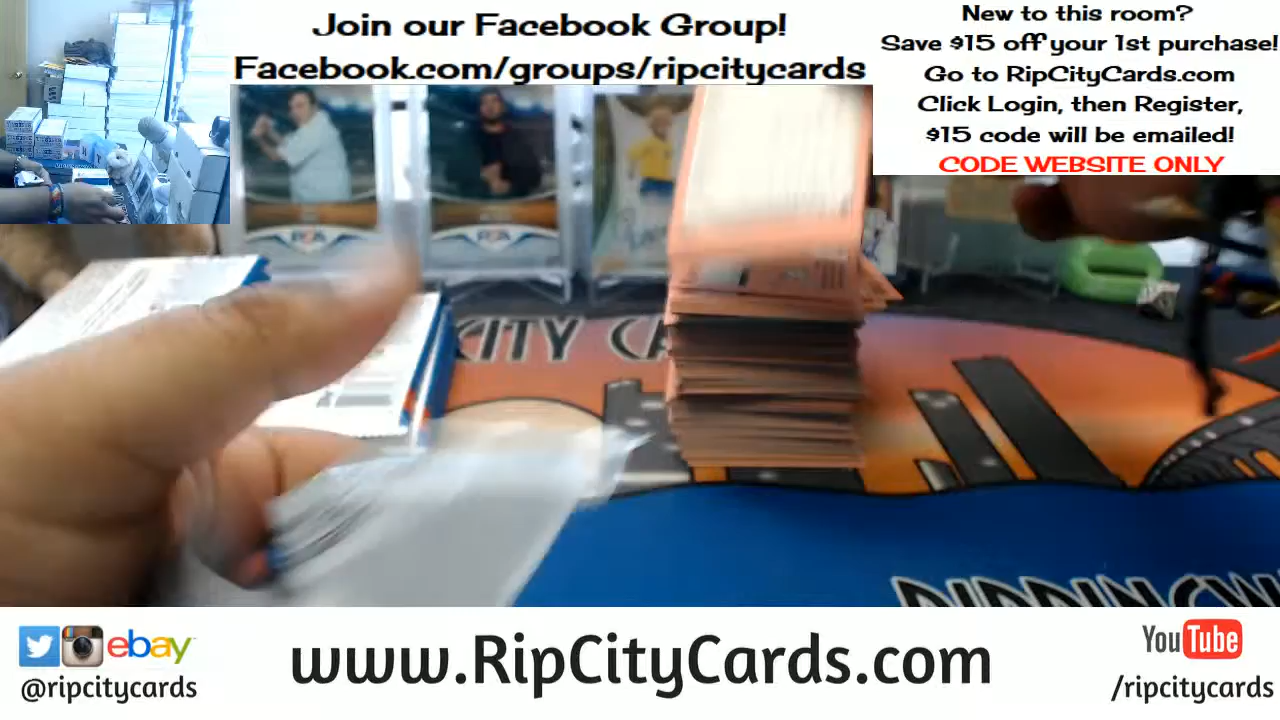 Join our Facebook Group!
Facebook.com/groups/ripcitycards
New to this room?
Save $15 off your 1st purchase!
Go to RipCityCards.com
Click Login, then Register,
$15 code will be emailed!
CODE WEBSITE ONLY
CITY CA
ebay
@ripcitycards
www.RipCityCards.com
YouTube
/ripcitycards